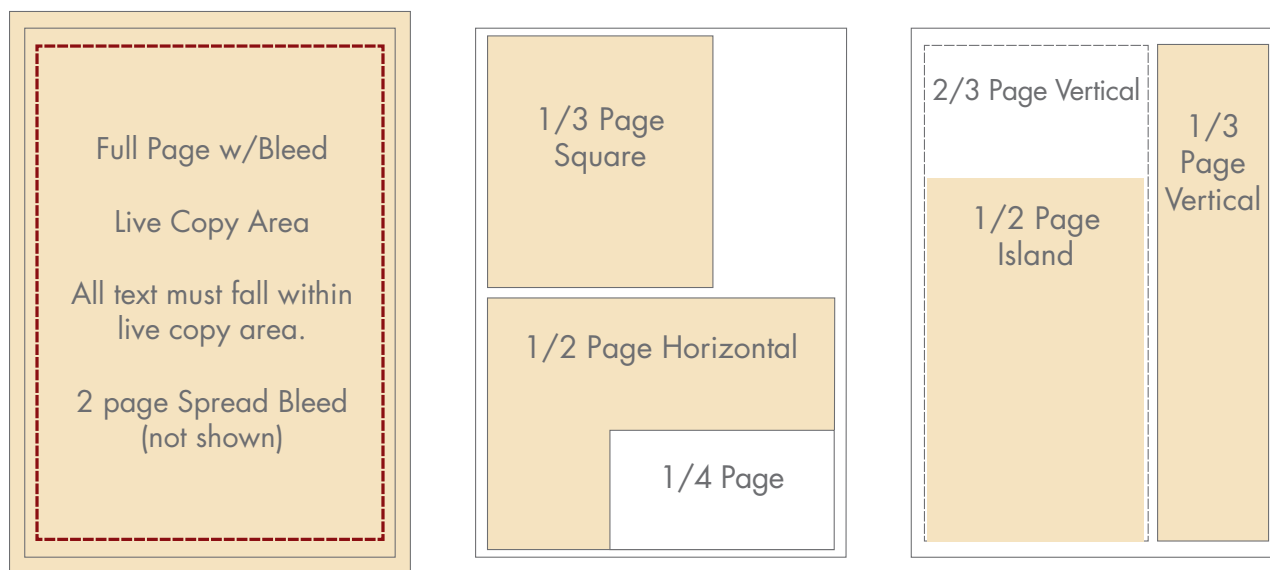 Full Page w/Bleed
Live Copy Area
All text must fall within
live copy area.
2 page Spread Bleed
(not shown)
1/3 Page
Square
1/2 Page Horizontal
1/4 Page
2/3 Page Vertical
1/2 Page
Island
1/3
Page
Vertical